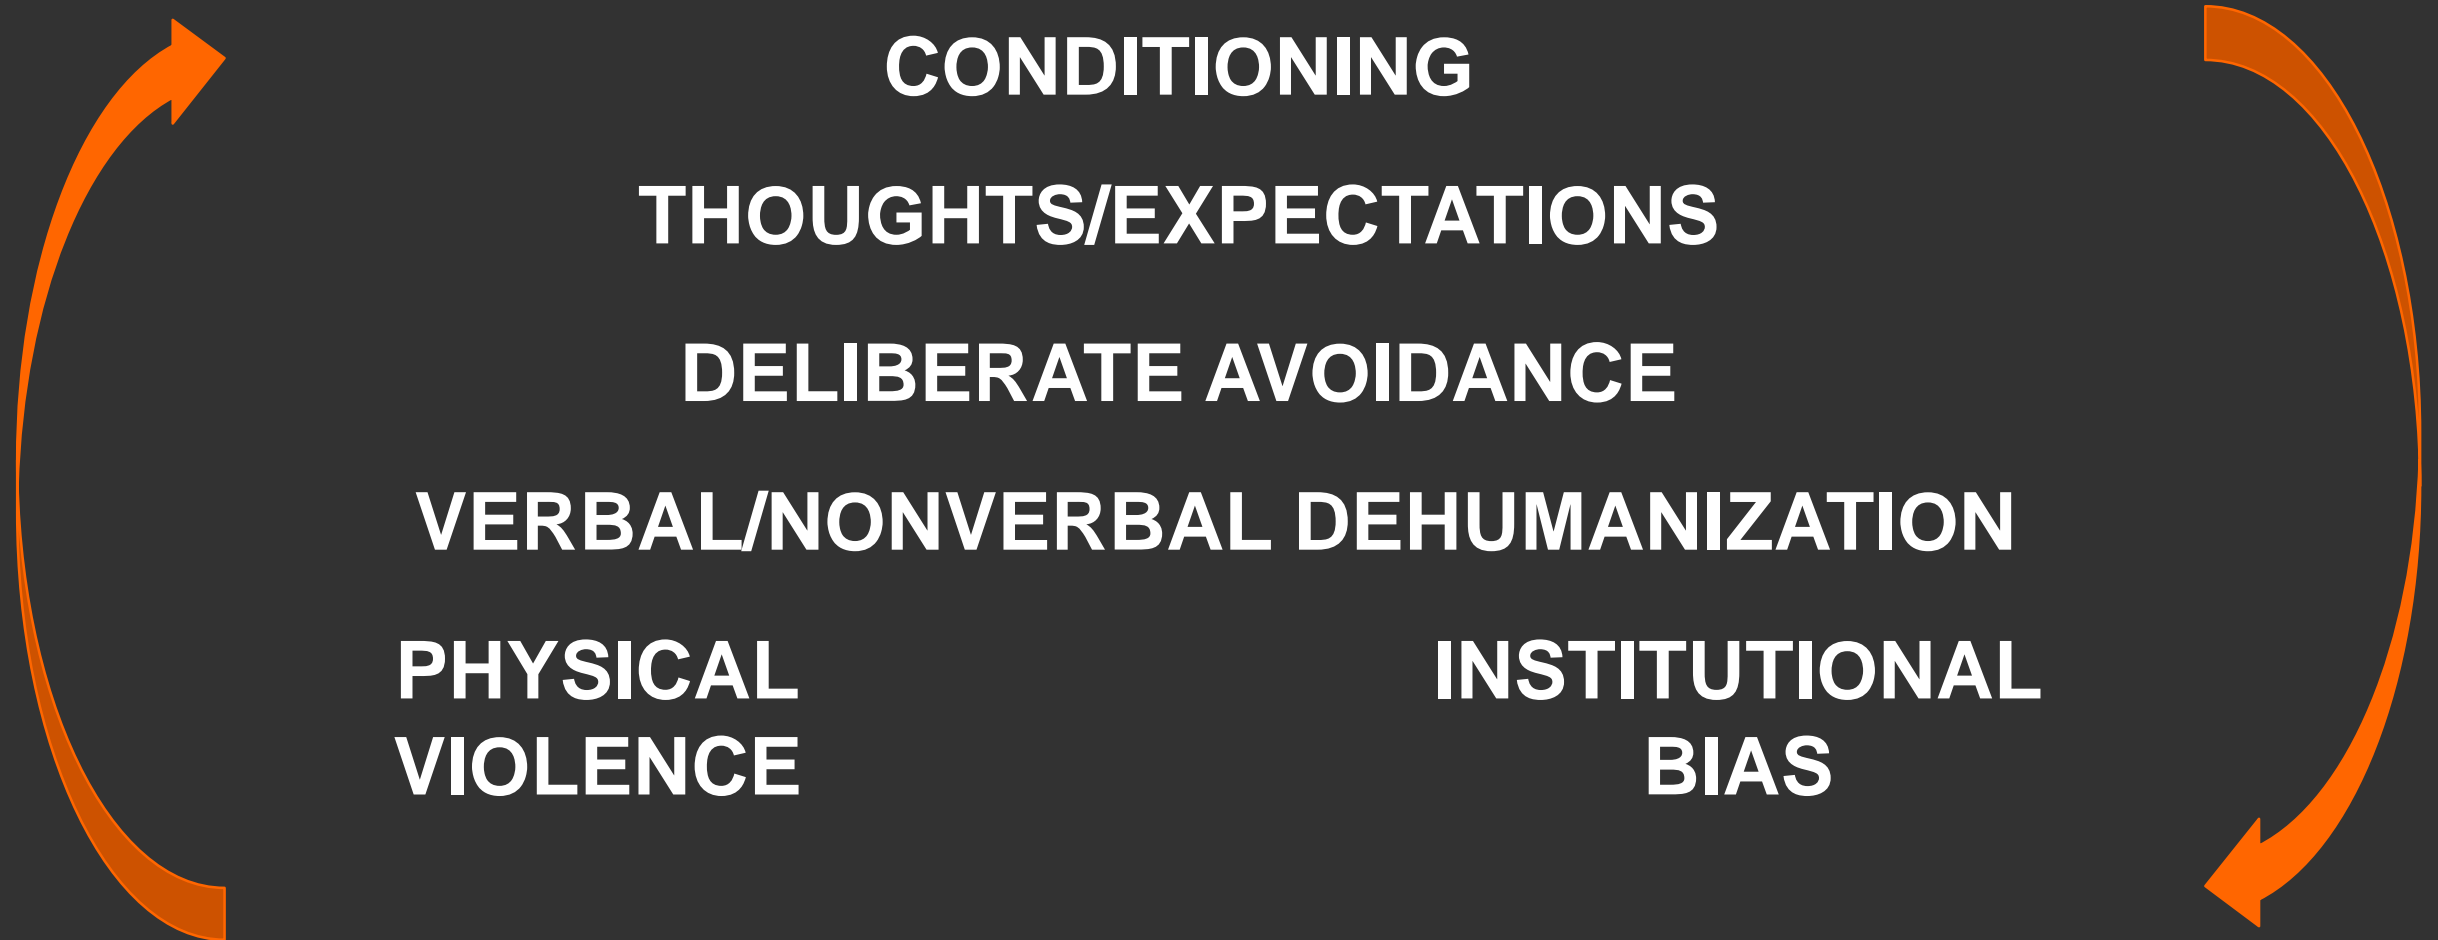 CONDITIONING
THOUGHTS/EXPECTATIONS
DELIBERATE AVOIDANCE
VERBAL/NONVERBAL DEHUMANIZATION
PHYSICAL
VIOLENCE
INSTITUTIONAL
BIAS